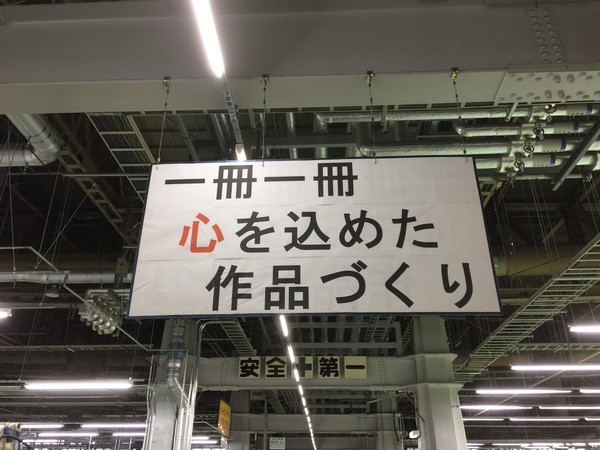 一冊一冊
心を込めた
作品づくり
安全+第一